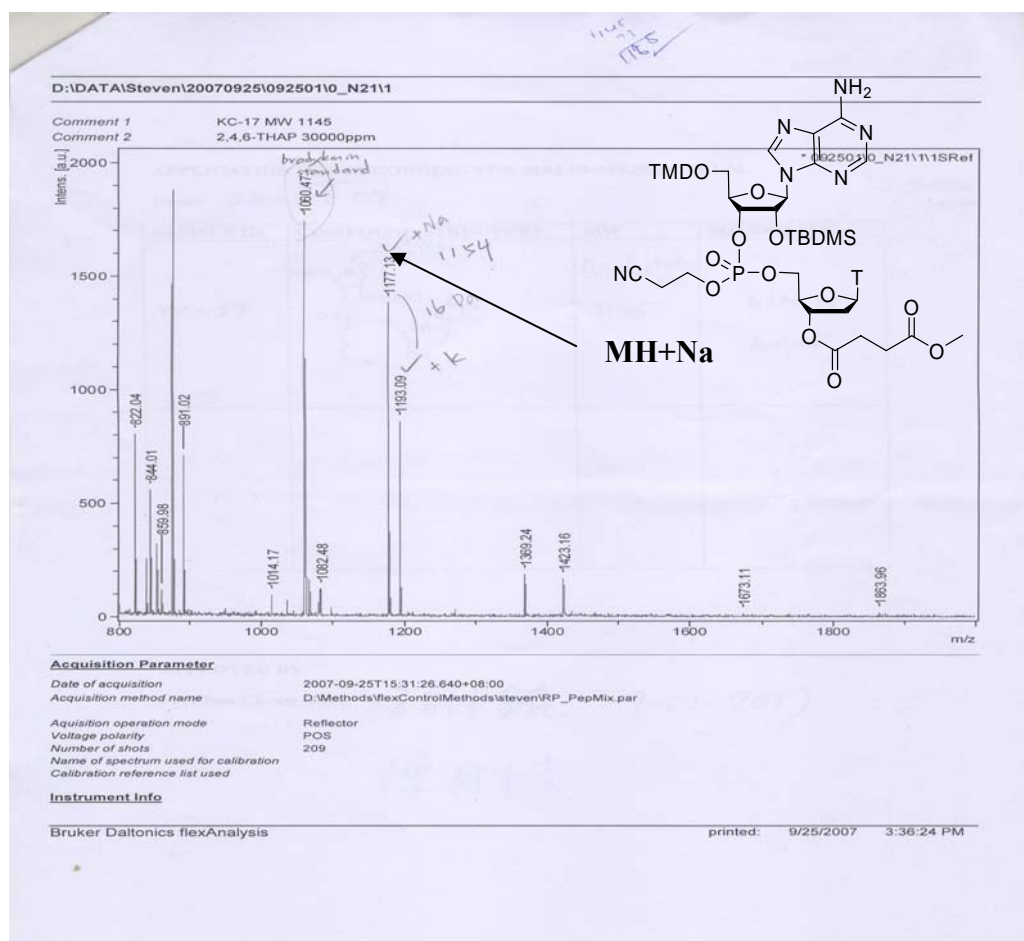 1145
D:\DATA\Steven\20070925\092501\0_N21\1
Comment 1 KC-17 MW 1145
Comment 2 2,4,6-THAP 30000ppm
Intens. [a.u.]
* 092501\0_N21\1\1SRef
bradykinin
standard
2000
1500
1000
500
0
822.04
844.01
859.98
891.02
1014.17
1060.47
1082.48
1177.13
1193.09
1369.24
1423.16
1673.11
1863.96
+Na
1154
16 Da
+K
MH+Na
NH2
N
N
N
N
TMDO
O
O
OTBDMS
O
P
O
O
NC
O
T
O
O
O
O
O
800
1000
1200
1400
1600
1800
m/z
Acquisition Parameter
Date of acquisition 2007-09-25T15:31:26.640+08:00
Acquisition method name D:\Methods\flexControlMethods\steven\RP_PepMix.par
Aquisition operation mode Reflector
Voltage polarity POS
Number of shots 209
Name of spectrum used for calibration
Calibration reference list used
Instrument Info
Bruker Daltonics flexAnalysis printed: 9/25/2007 3:36:24 PM